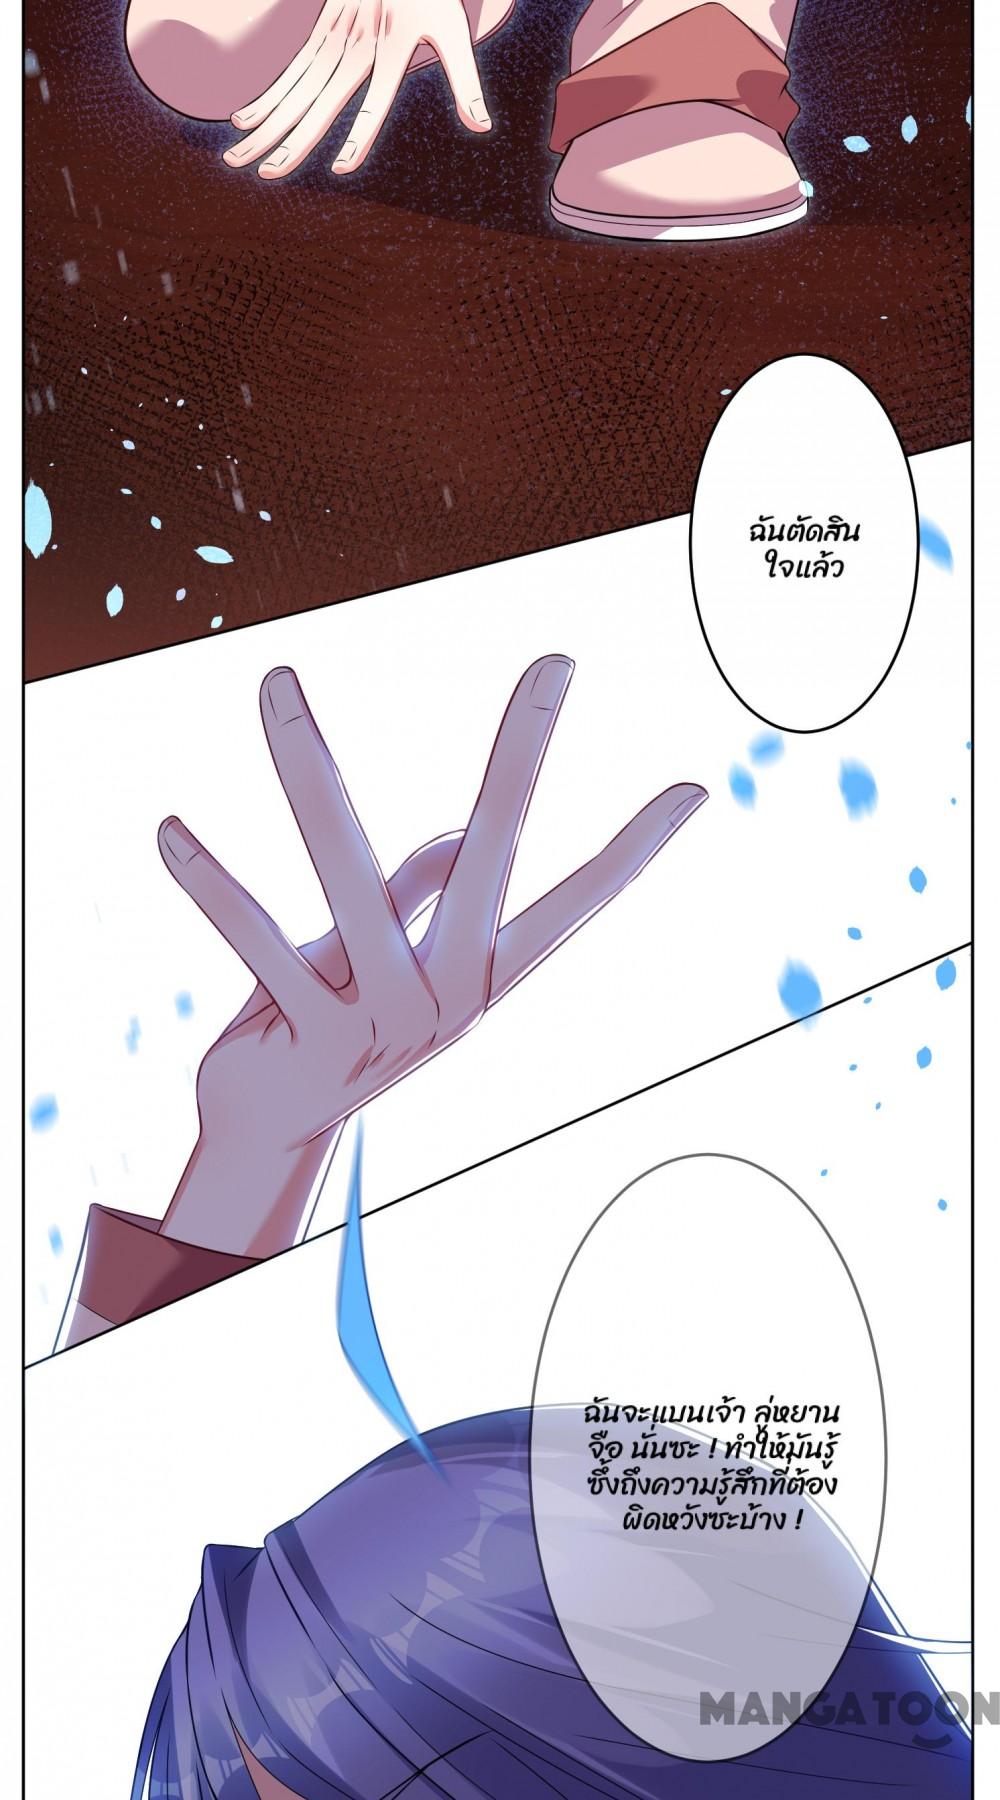 ฉันตัดสิน
ใจแล้ว
ฉันจะแบนเจ้า ลู่หยาน
จือ นั่นซะ ! ทำให้มันรู้
ซึ้งถึงความรู้สึกที่ต้อง
ผิดหวังซะบ้าง !
MANGATOON